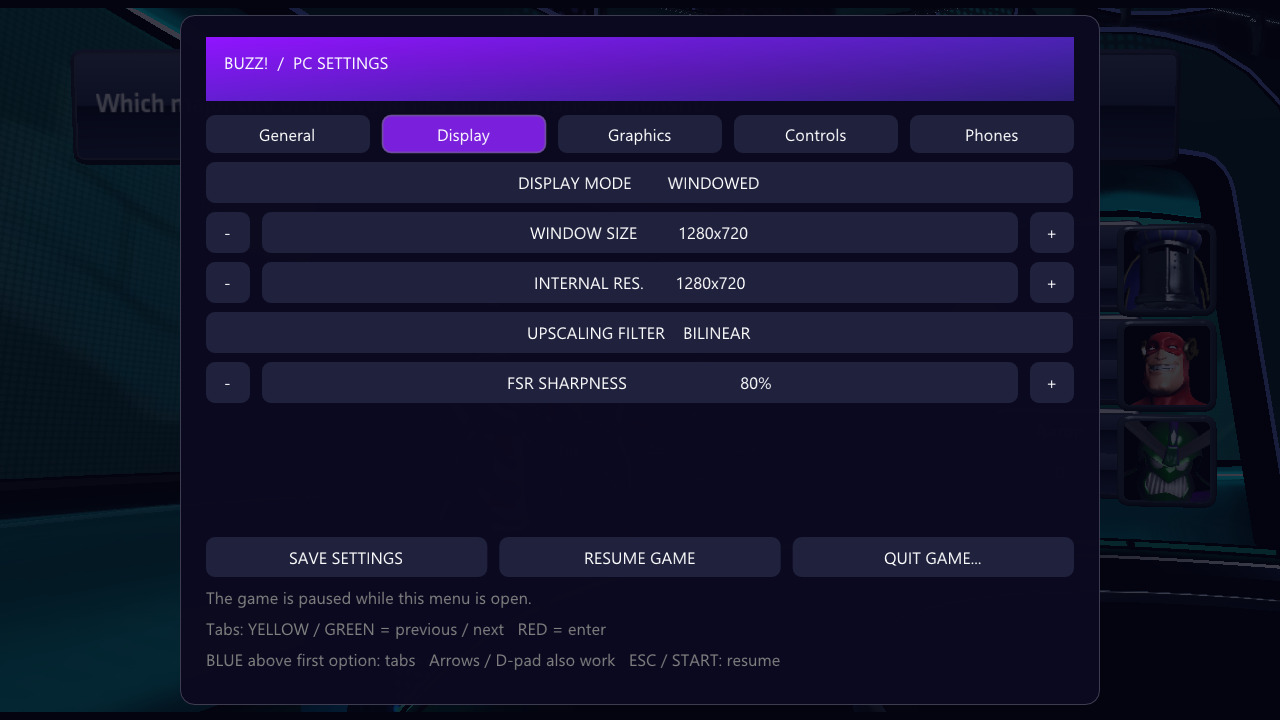 BUZZ! / PC SETTINGS
Which
General Display Graphics Controls Phones
DISPLAY MODE WINDOWED
- WINDOW SIZE 1280x720 +
- INTERNAL RES. 1280x720 +
UPSCALING FILTER BILINEAR
- FSR SHARPNESS 80% +
SAVE SETTINGS RESUME GAME QUIT GAME...
The game is paused while this menu is open.
Tabs: YELLOW / GREEN = previous / next RED = enter
BLUE above first option: tabs Arrows / D-pad also work ESC / START: resume